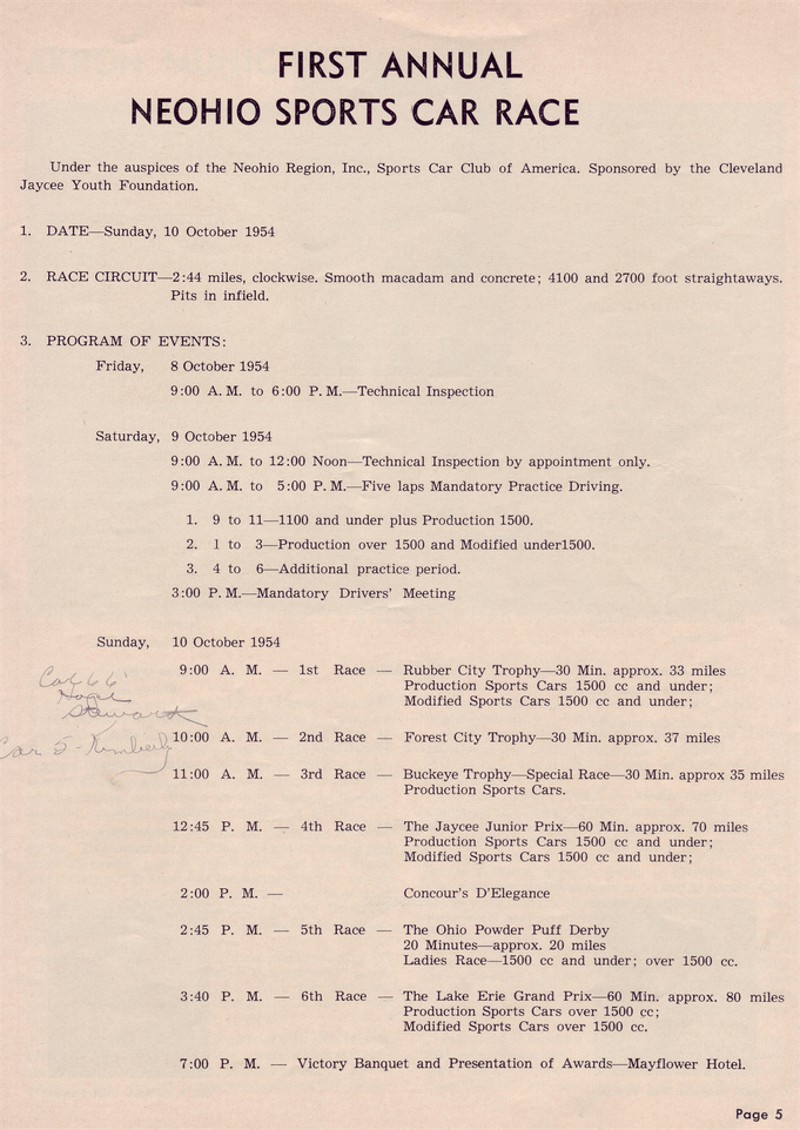 FIRST ANNUAL
NEOHIO SPORTS CAR RACE
Under the auspices of the Neohio Region, Inc., Sports Car Club of America. Sponsored by the Cleveland
Jaycee Youth Foundation.
1. DATE—Sunday, 10 October 1954
2. RACE CIRCUIT—2:44 miles, clockwise. Smooth macadam and concrete; 4100 and 2700 foot straightaways.
Pits in infield.
3. PROGRAM OF EVENTS:
Friday, 8 October 1954
9:00 A. M. to 6:00 P. M.—Technical Inspection
Saturday, 9 October 1954
9:00 A. M. to 12:00 Noon—Technical Inspection by appointment only.
9:00 A. M. to 5:00 P. M.—Five laps Mandatory Practice Driving.
1. 9 to 11—1100 and under plus Production 1500.
2. 1 to 3—Production over 1500 and Modified under1500.
3. 4 to 6—Additional practice period.
3:00 P. M.—Mandatory Drivers' Meeting
Sunday, 10 October 1954
9:00 A. M. — 1st Race — Rubber City Trophy—30 Min. approx. 33 miles
Production Sports Cars 1500 cc and under;
Modified Sports Cars 1500 cc and under;
Stewart
Car 5 - Kimberly
10:00 A. M. — 2nd Race — Forest City Trophy—30 Min. approx. 37 miles
11:00 A. M. — 3rd Race — Buckeye Trophy—Special Race—30 Min. approx 35 miles
Production Sports Cars.
12:45 P. M. — 4th Race — The Jaycee Junior Prix—60 Min. approx. 70 miles
Production Sports Cars 1500 cc and under;
Modified Sports Cars 1500 cc and under;
2:00 P. M. — Concour's D'Elegance
2:45 P. M. — 5th Race — The Ohio Powder Puff Derby
20 Minutes—approx. 20 miles
Ladies Race—1500 cc and under; over 1500 cc.
3:40 P. M. — 6th Race — The Lake Erie Grand Prix—60 Min. approx. 80 miles
Production Sports Cars over 1500 cc;
Modified Sports Cars over 1500 cc.
7:00 P. M. — Victory Banquet and Presentation of Awards—Mayflower Hotel.
Page 5